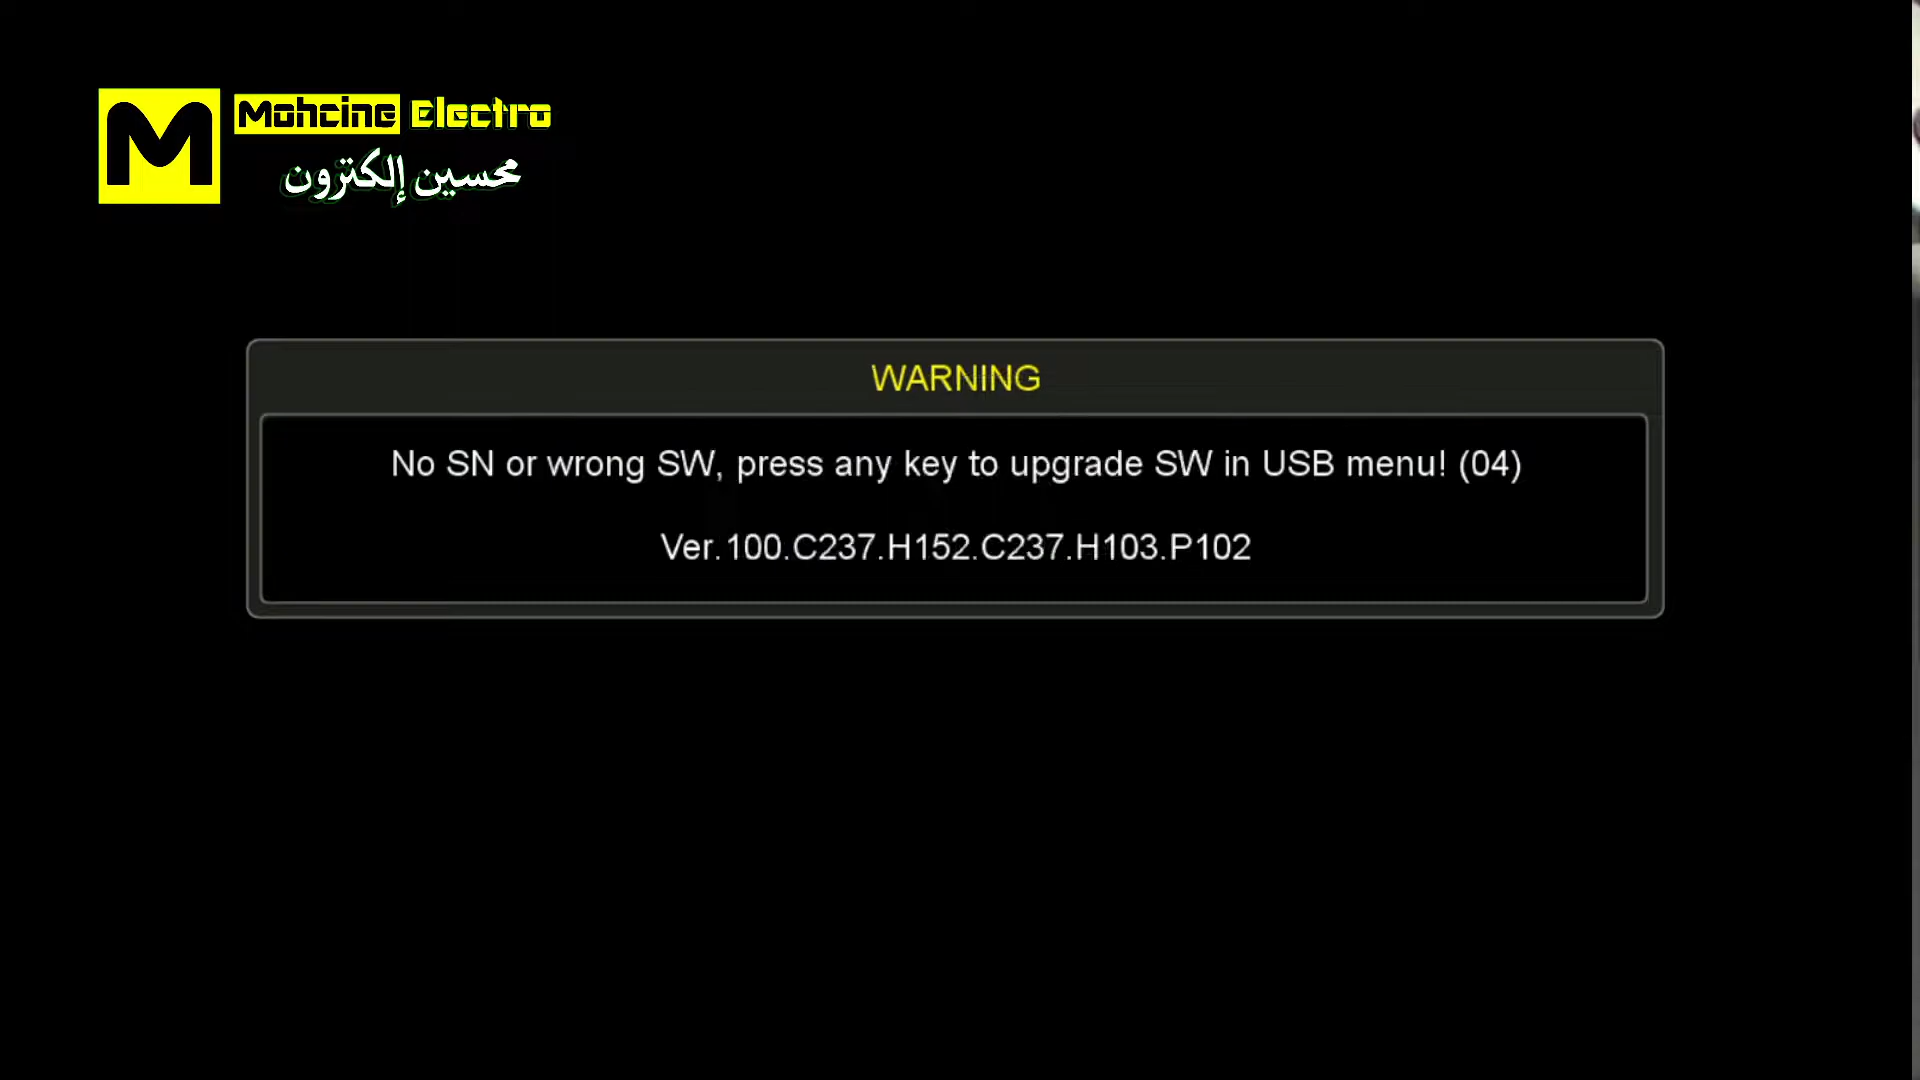 M
Mohcine Electro
محسين إلكترون
WARNING
No SN or wrong SW, press any key to upgrade SW in USB menu! (04)
Ver.100.C237.H152.C237.H103.P102